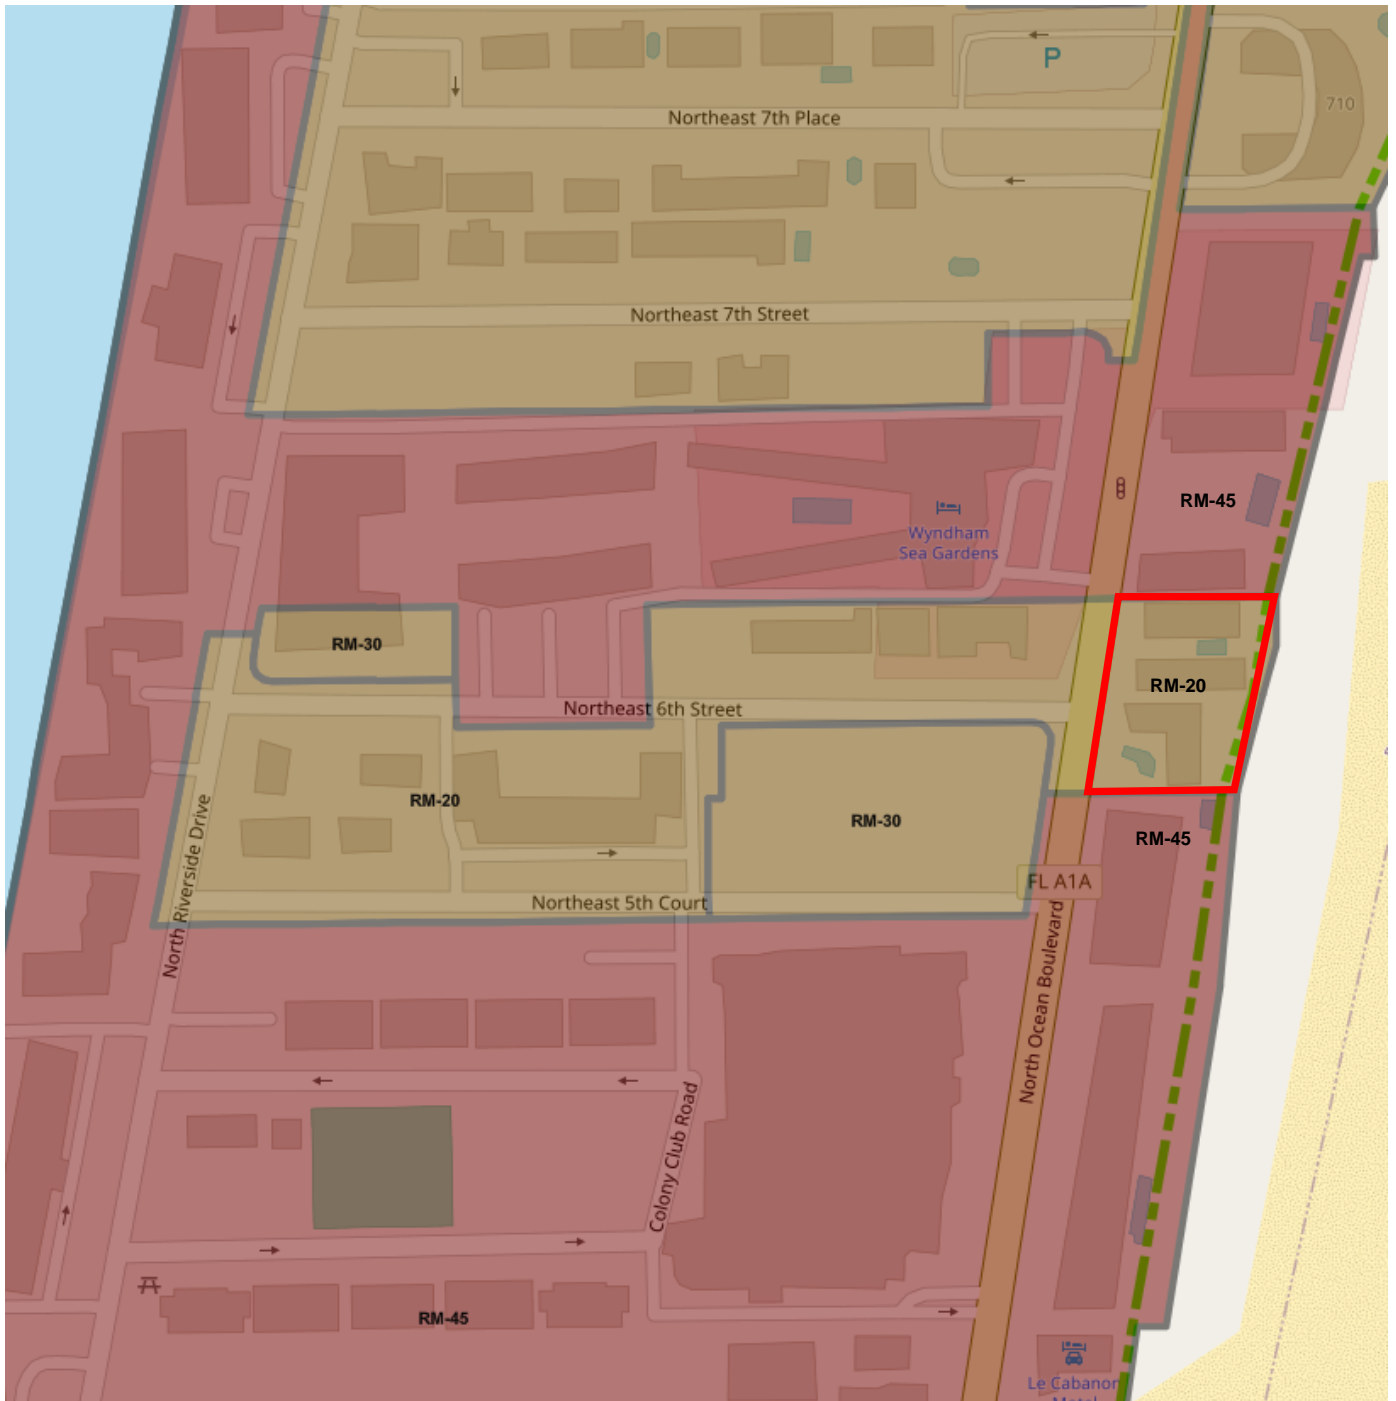 P
710
Northeast 7th Place
Northeast 7th Street
RM-45
Wyndham
Sea Gardens
RM-30
RM-20
Northeast 6th Street
RM-20
RM-30
RM-45
North Riverside Drive
FL A1A
Northeast 5th Court
North Ocean Boulevard
Colony Club Road
RM-45
Le Cabanon
Motel